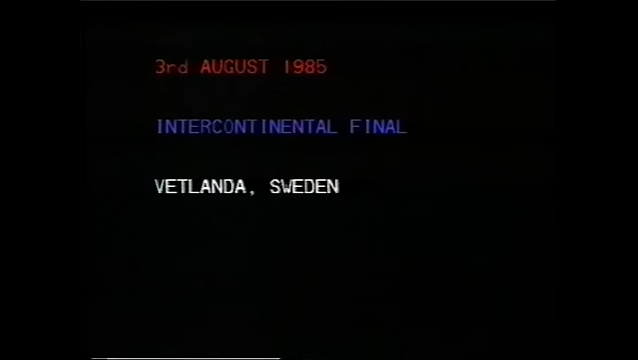 3rd AUGUST 1985
INTERCONTINENTAL FINAL
VETLANDA, SWEDEN